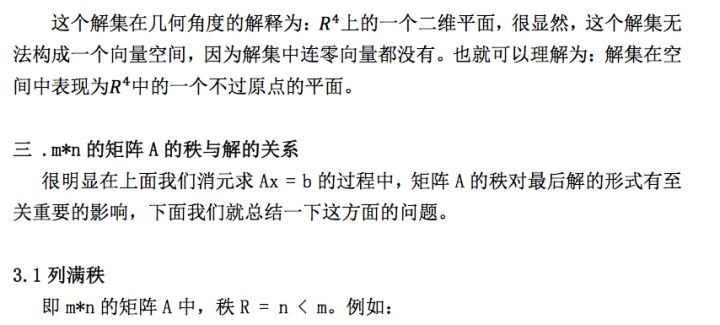 这个解集在几何角度的解释为：R⁴上的一个二维平面，很显然，这个解集无
法构成一个向量空间，因为解集中连零向量都没有。也就可以理解为：解集在空
间中表现为R⁴中的一个不过原点的平面。
三 .m*n 的矩阵 A 的秩与解的关系
很明显在上面我们消元求 Ax = b 的过程中，矩阵 A 的秩对最后解的形式有至
关重要的影响，下面我们就总结一下这方面的问题。
3.1 列满秩
即 m*n 的矩阵 A 中，秩 R = n < m。例如：